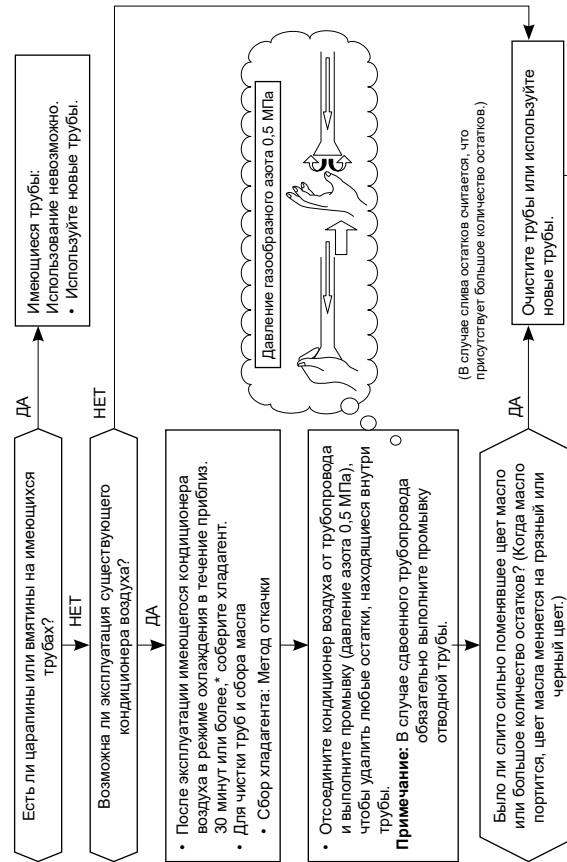 Есть ли царапины или вмятины на имеющихся
трубах?
ДА
Имеющиеся трубы:
Использование невозможно.
• Используйте новые трубы.
НЕТ
Возможна ли эксплуатация существующего
кондиционера воздуха?
НЕТ
ДА
• После эксплуатации имеющегося кондиционера
воздуха в режиме охлаждения в течение приблиз.
30 минут или более,* соберите хладагент.
• Для чистки труб и сбора масла
• Сбор хладагента: Метод откачки
• Отсоедините кондиционер воздуха от трубопровода
и выполните промывку (давление азота 0,5 МПа),
чтобы удалить любые остатки, находящиеся внутри
трубы.
Примечание: В случае сдвоенного трубопровода
обязательно выполните промывку
отводной трубы.
Давление газообразного азота 0,5 МПа
Было ли слито сильно поменявшее цвет масло
или большое количество остатков? (Когда масло
портится, цвет масла меняется на грязный или
черный цвет.)
ДА
(В случае слива остатков считается, что
присутствует большое количество остатков.)
Очистите трубы или используйте
новые трубы.